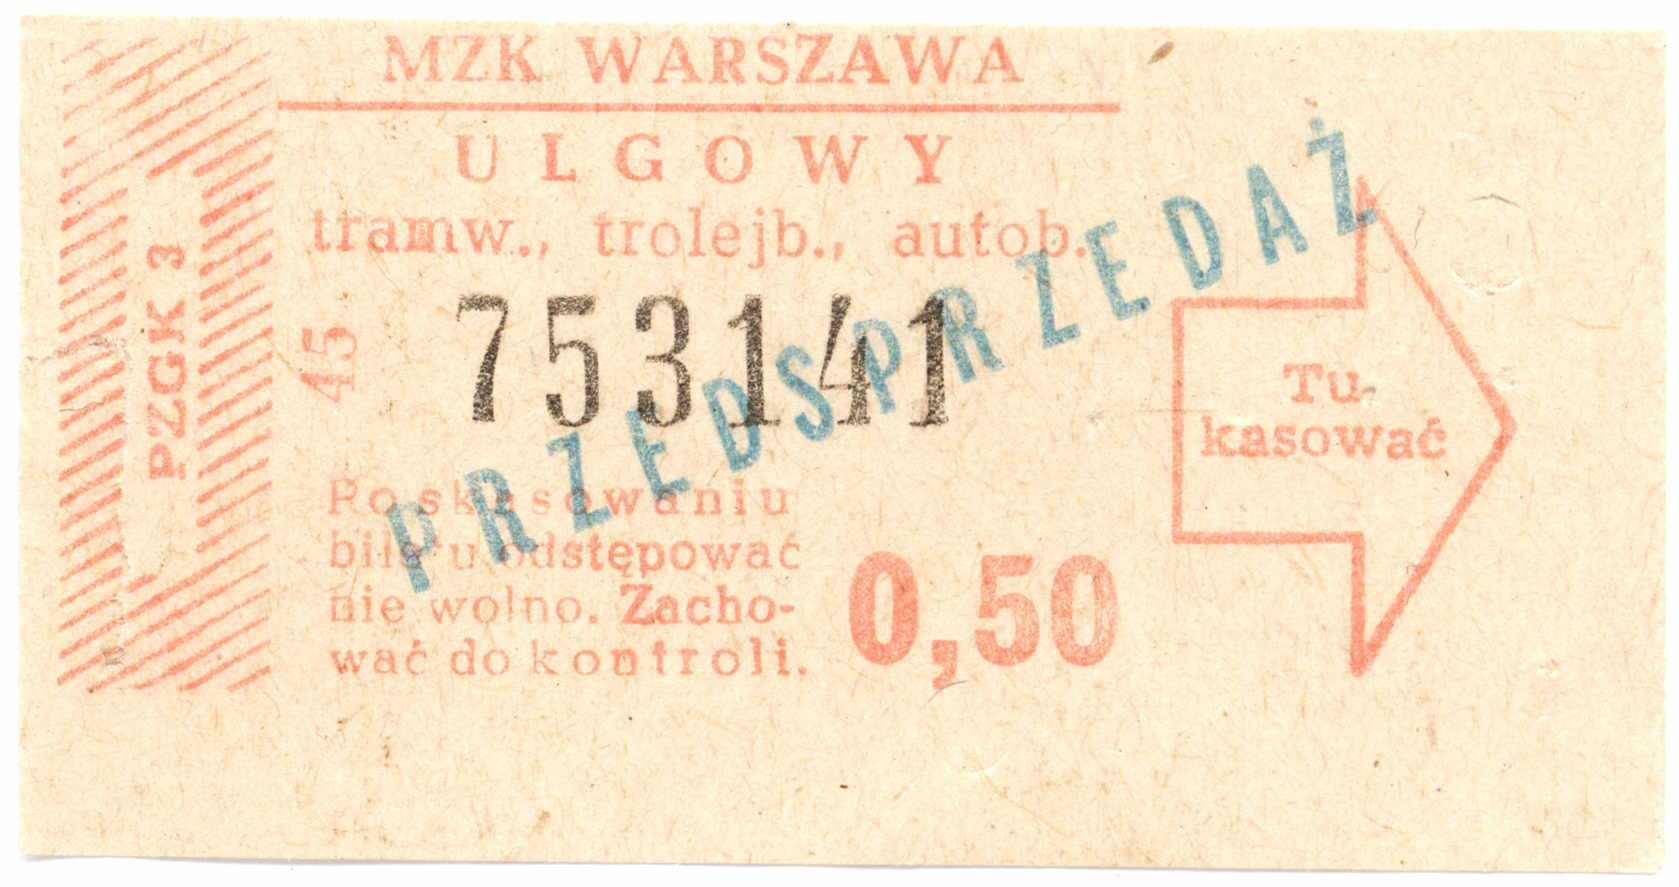 MZK WARSZAWA
ULGOWY
tramw., trolejb., autob.
PZGK 3
45
753141
PRZEDSPRZEDAŻ
Tu
kasować
Po skasowaniu
biletu odstępować
nie wolno. Zacho-
wać do kontroli.
0,50